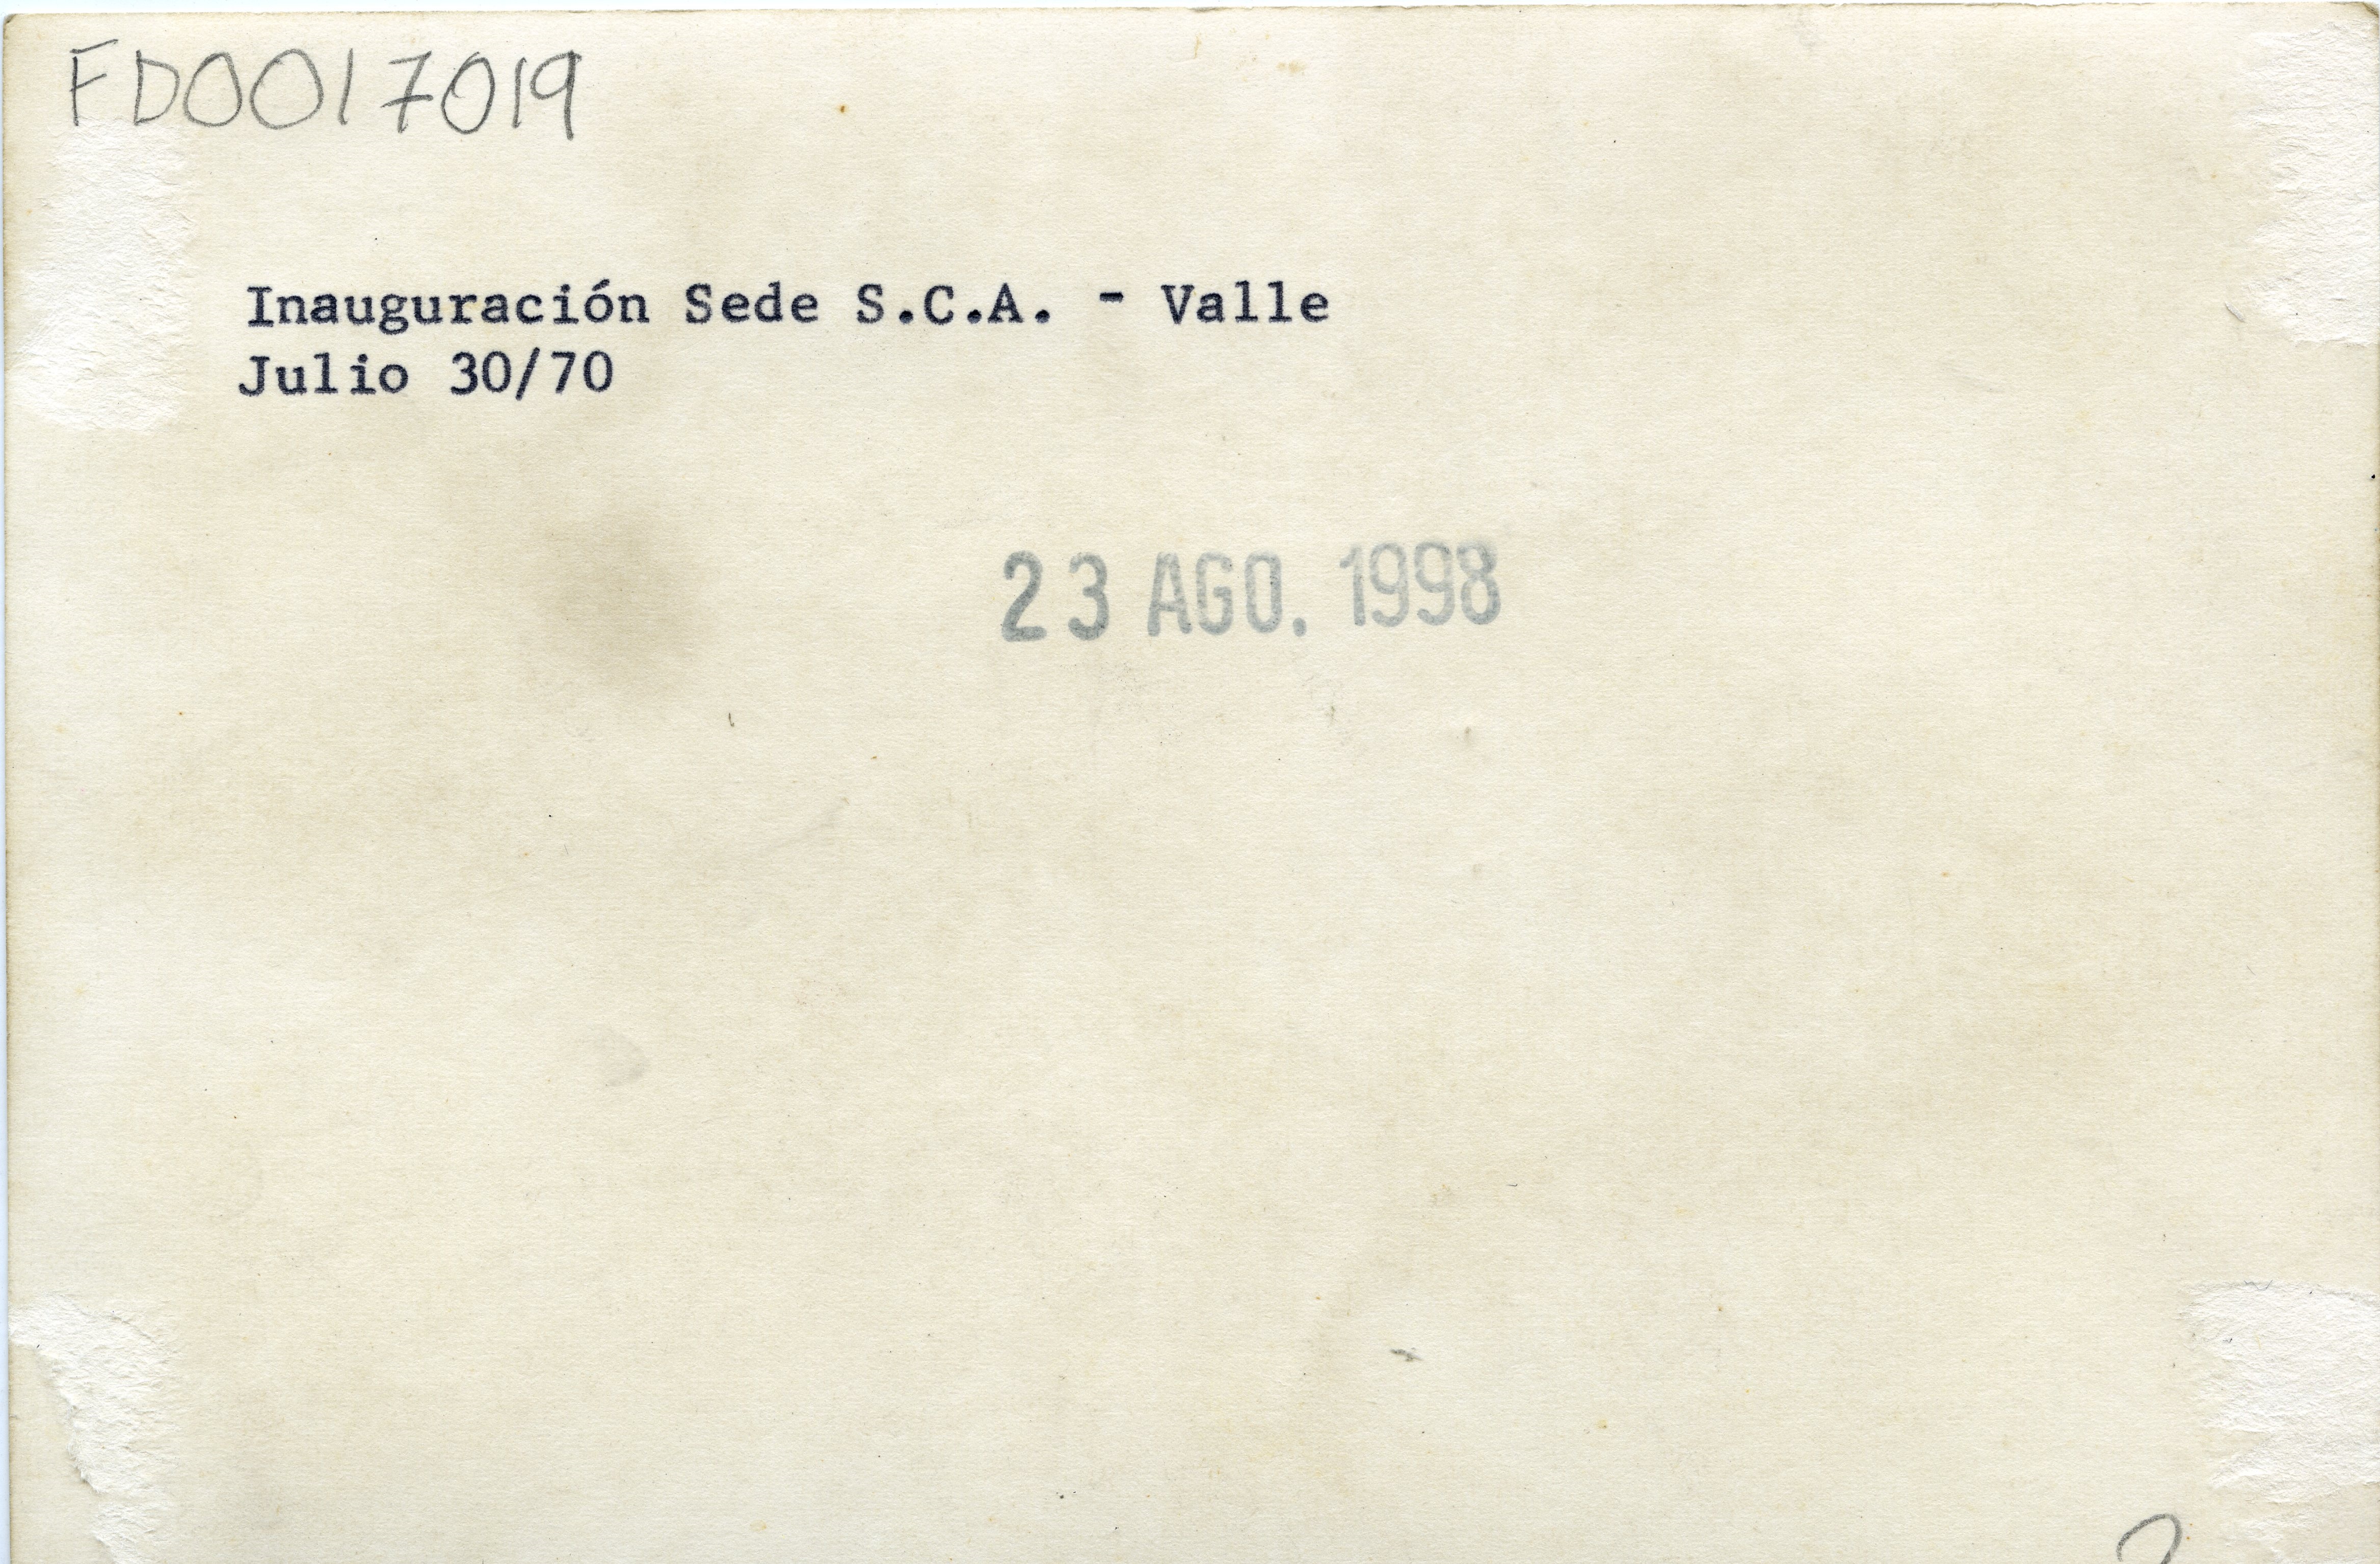 FD0017019
Inauguración Sede S.C.A. - Valle
Julio 30/70
23 AGO. 1998